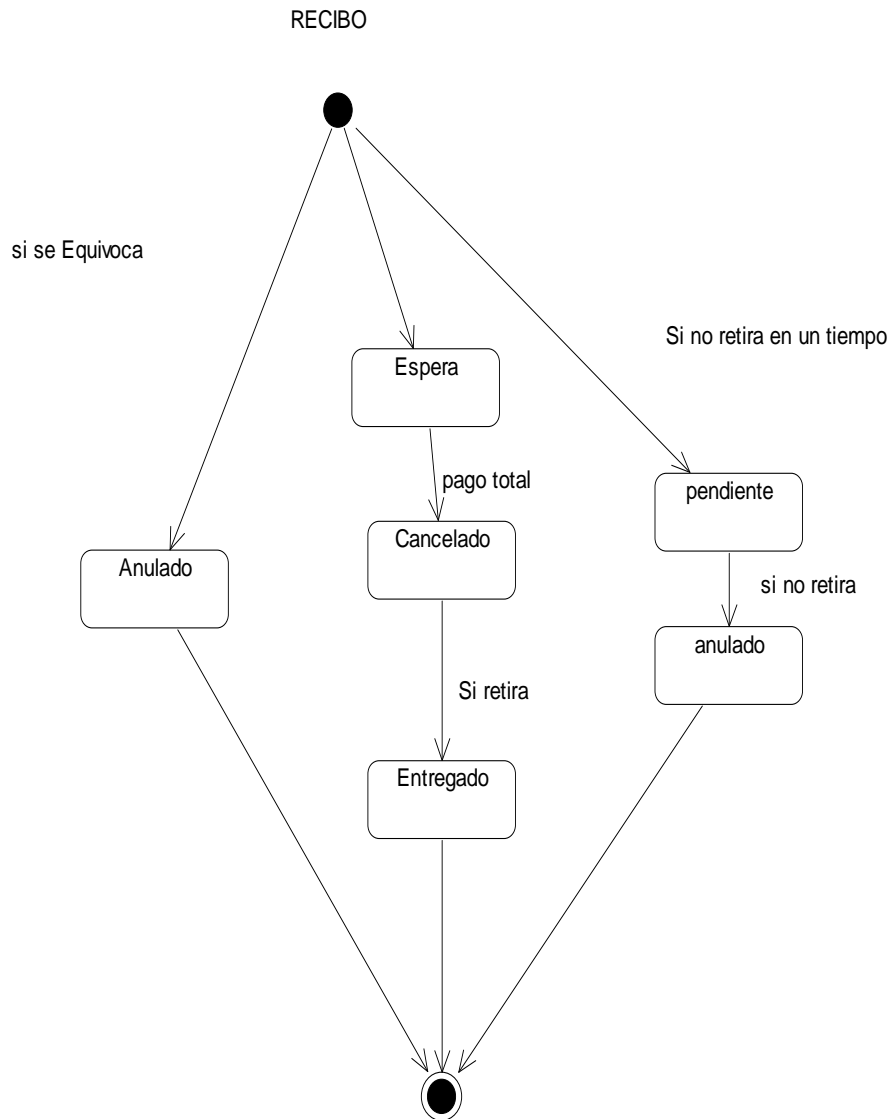 RECIBO
si se Equivoca
Si no retira en un tiempo
Espera
pago total
pendiente
Cancelado
Anulado
si no retira
anulado
Si retira
Entregado